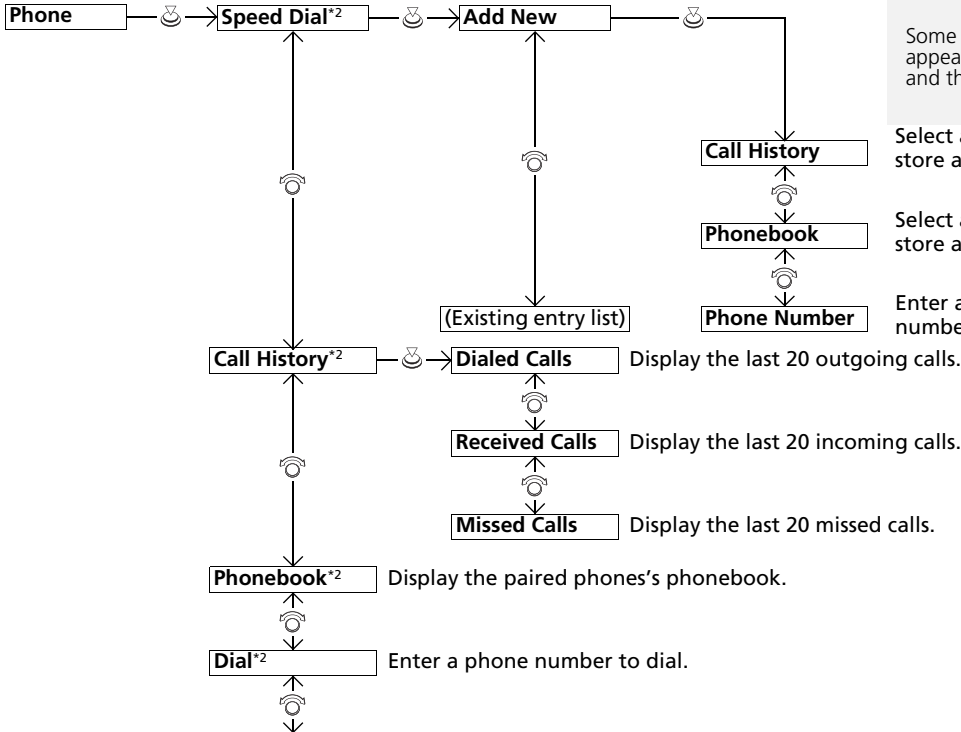 Phone
Speed Dial*2
Add New
Some
appea
and th
Call History
Select
store a
Phonebook
Select
store a
Phone Number
Enter a
numbe
(Existing entry list)
Call History*2
Dialed Calls
Display the last 20 outgoing calls.
Received Calls
Display the last 20 incoming calls.
Missed Calls
Display the last 20 missed calls.
Phonebook*2
Display the paired phones's phonebook.
Dial*2
Enter a phone number to dial.